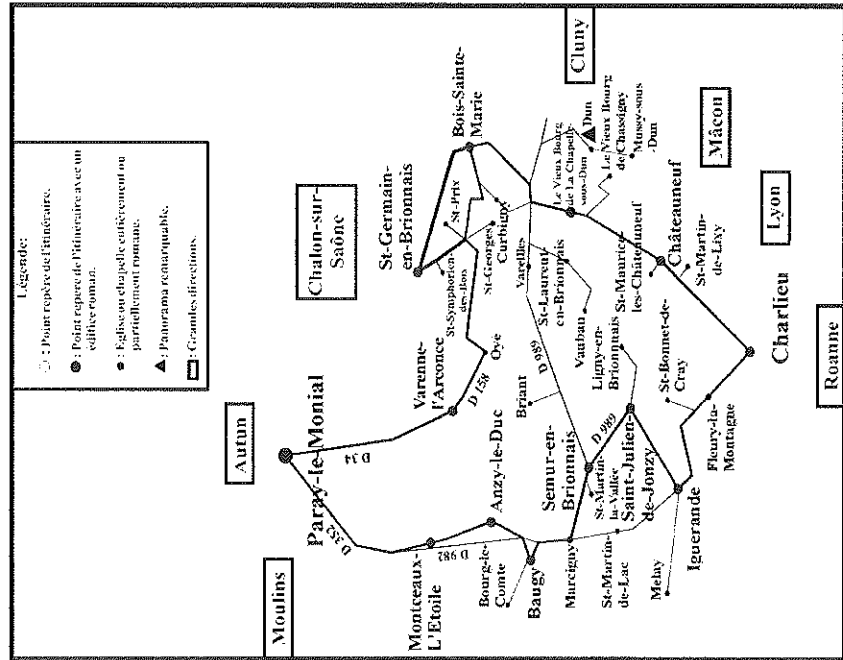 Légende:
: Point repère de l'itinéraire.
: Point repère de l'itinéraire avec un
édifice roman.
: Eglise ou chapelle entièrement ou
partiellement romane.
: Panorama remarquable.
: Grandes directions.
Moulins
Autun
Chalon-sur-
Saône
Cluny
Mâcon
Lyon
Roanne
Paray-le-Monial
D 352
D 34
Montceaux-
L'Etoile
D 982
Varenne-
l'Arconce
D 158
Oyé
St-Germain-
en-Brionnais
Bois-Sainte-
Marie
St-Prix
St-Symphorien-
des-Bois
St-Georges
Curbigny
Anzy-le-Duc
Bourg-le-
Comte
Baugy
Briant
D 989
Vareilles
Le Vieux Bourg
de La Chapelle-
sous-Dun
Dun
Le Vieux Bourg
de Chassigny
Mussy-sous
-Dun
St-Laurent-
en-Brionnais
Vauban
Marcigny
Semur-en-
Brionnais
D 989
St-Martin-
la-Vallée
Saint-Julien-
de-Jonzy
Ligny-en-
Brionnais
St-Maurice-
les-Châteauneuf
Châteauneuf
St-Martin-
de-Lixy
St-Martin-
de-Lac
Melay
Iguerande
St-Bonnet-de-
Cray
Fleury-la-
Montagne
Charlieu